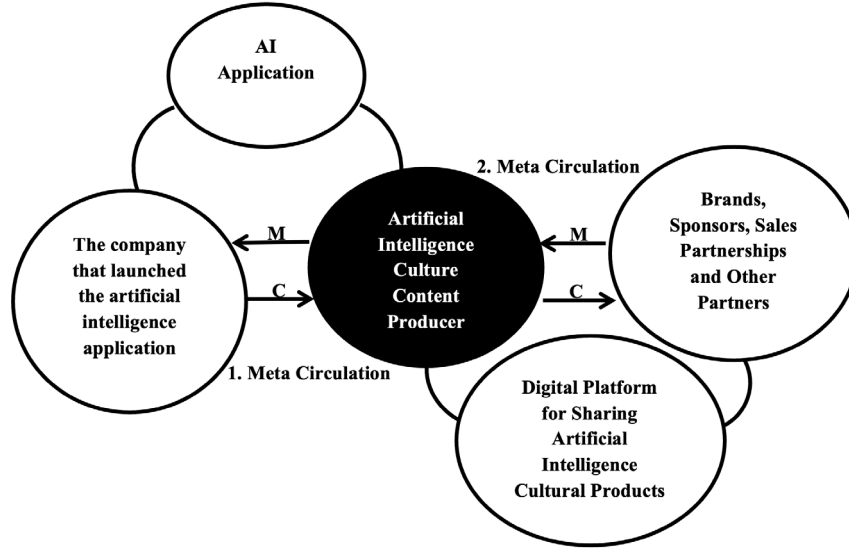 AI
Application
2. Meta Circulation
Artificial
Intelligence
Culture
Content
Producer
Brands,
Sponsors, Sales
Partnerships
and Other
Partners
The company
that launched
the artificial
intelligence
application
M
C
M
C
1. Meta Circulation
Digital Platform
for Sharing
Artificial
Intelligence
Cultural Products